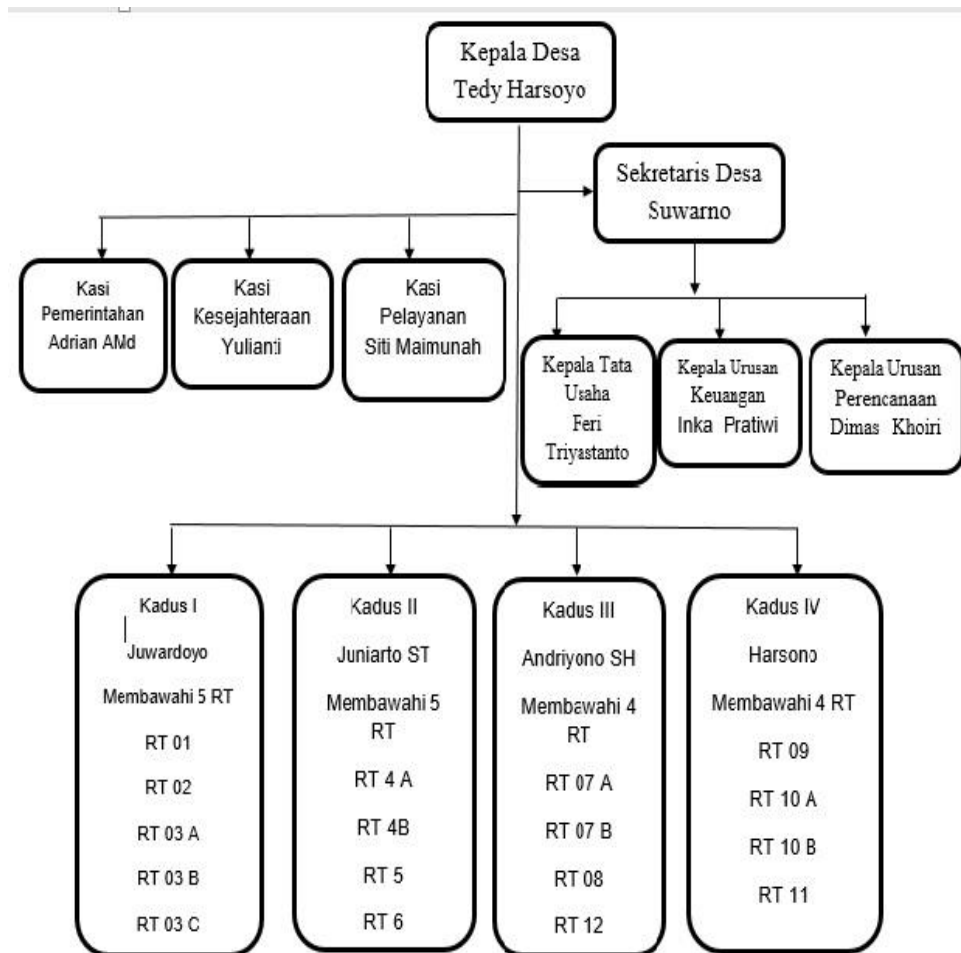 Kepala Desa
Tedy Harsoyo
Sekretaris Desa
Suwarno
Kasi
Pemerintahan
Adrian AMd
Kasi
Kesejahteraan
Yulianti
Kasi
Pelayanan
Siti Maimunah
Kepala Tata
Usaha
Feri
Triyastanto
Kepala Urusan
Keuangan
Inka Pratiwi
Kepala Urusan
Perencanaan
Dimas Khoiri
Kadus I
Juwardoyo
Membawahi 5 RT
RT 01
RT 02
RT 03 A
RT 03 B
RT 03 C
Kadus II
Juniarto ST
Membawahi 5
RT
RT 4 A
RT 4B
RT 5
RT 6
Kadus III
Andriyono SH
Membawahi 4
RT
RT 07 A
RT 07 B
RT 08
RT 12
Kadus IV
Harsono
Membawahi 4 RT
RT 09
RT 10 A
RT 10 B
RT 11